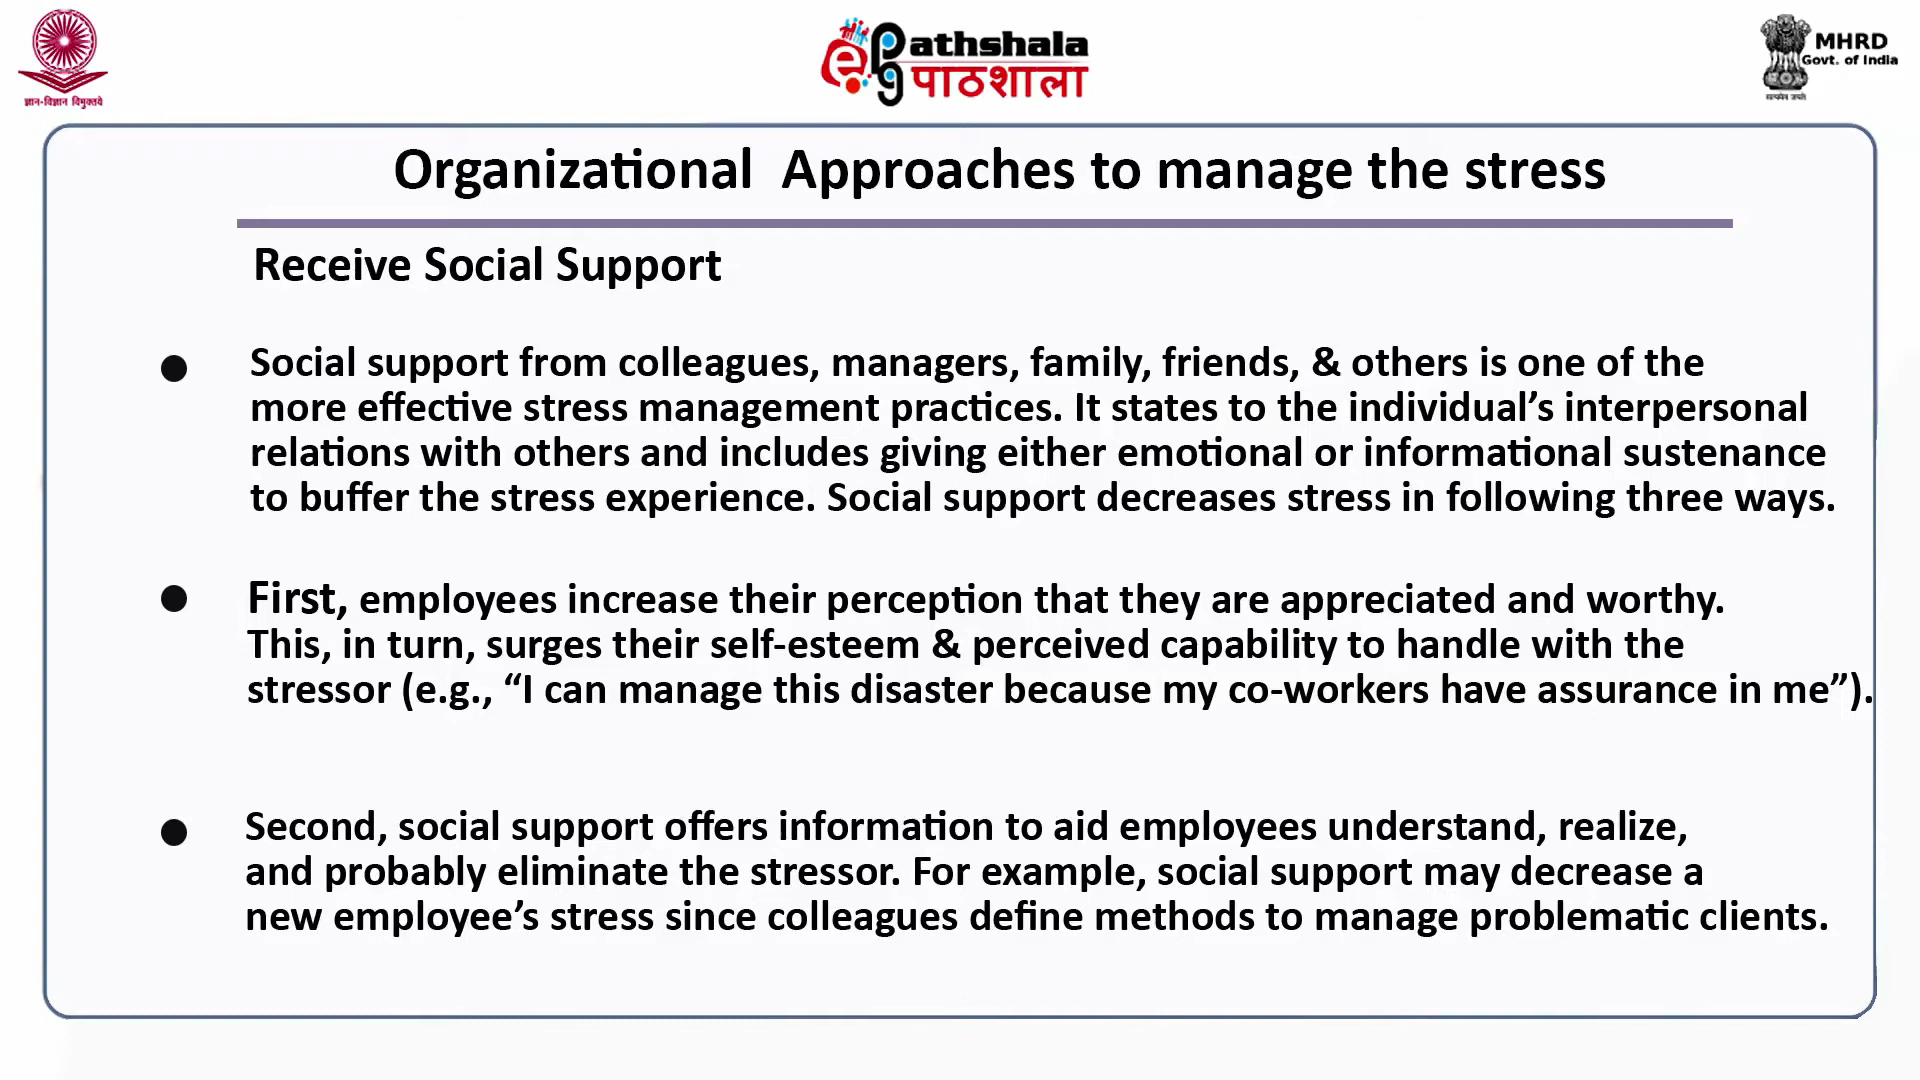 ज्ञान-विज्ञान विमुक्तये
ePG Pathshala
पाठशाला
MHRD
Govt. of India
सत्यमेव जयते
Organizational Approaches to manage the stress
Receive Social Support
● Social support from colleagues, managers, family, friends, & others is one of the
more effective stress management practices. It states to the individual’s interpersonal
relations with others and includes giving either emotional or informational sustenance
to buffer the stress experience. Social support decreases stress in following three ways.
● First, employees increase their perception that they are appreciated and worthy.
This, in turn, surges their self-esteem & perceived capability to handle with the
stressor (e.g., “I can manage this disaster because my co-workers have assurance in me”).
● Second, social support offers information to aid employees understand, realize,
and probably eliminate the stressor. For example, social support may decrease a
new employee’s stress since colleagues define methods to manage problematic clients.